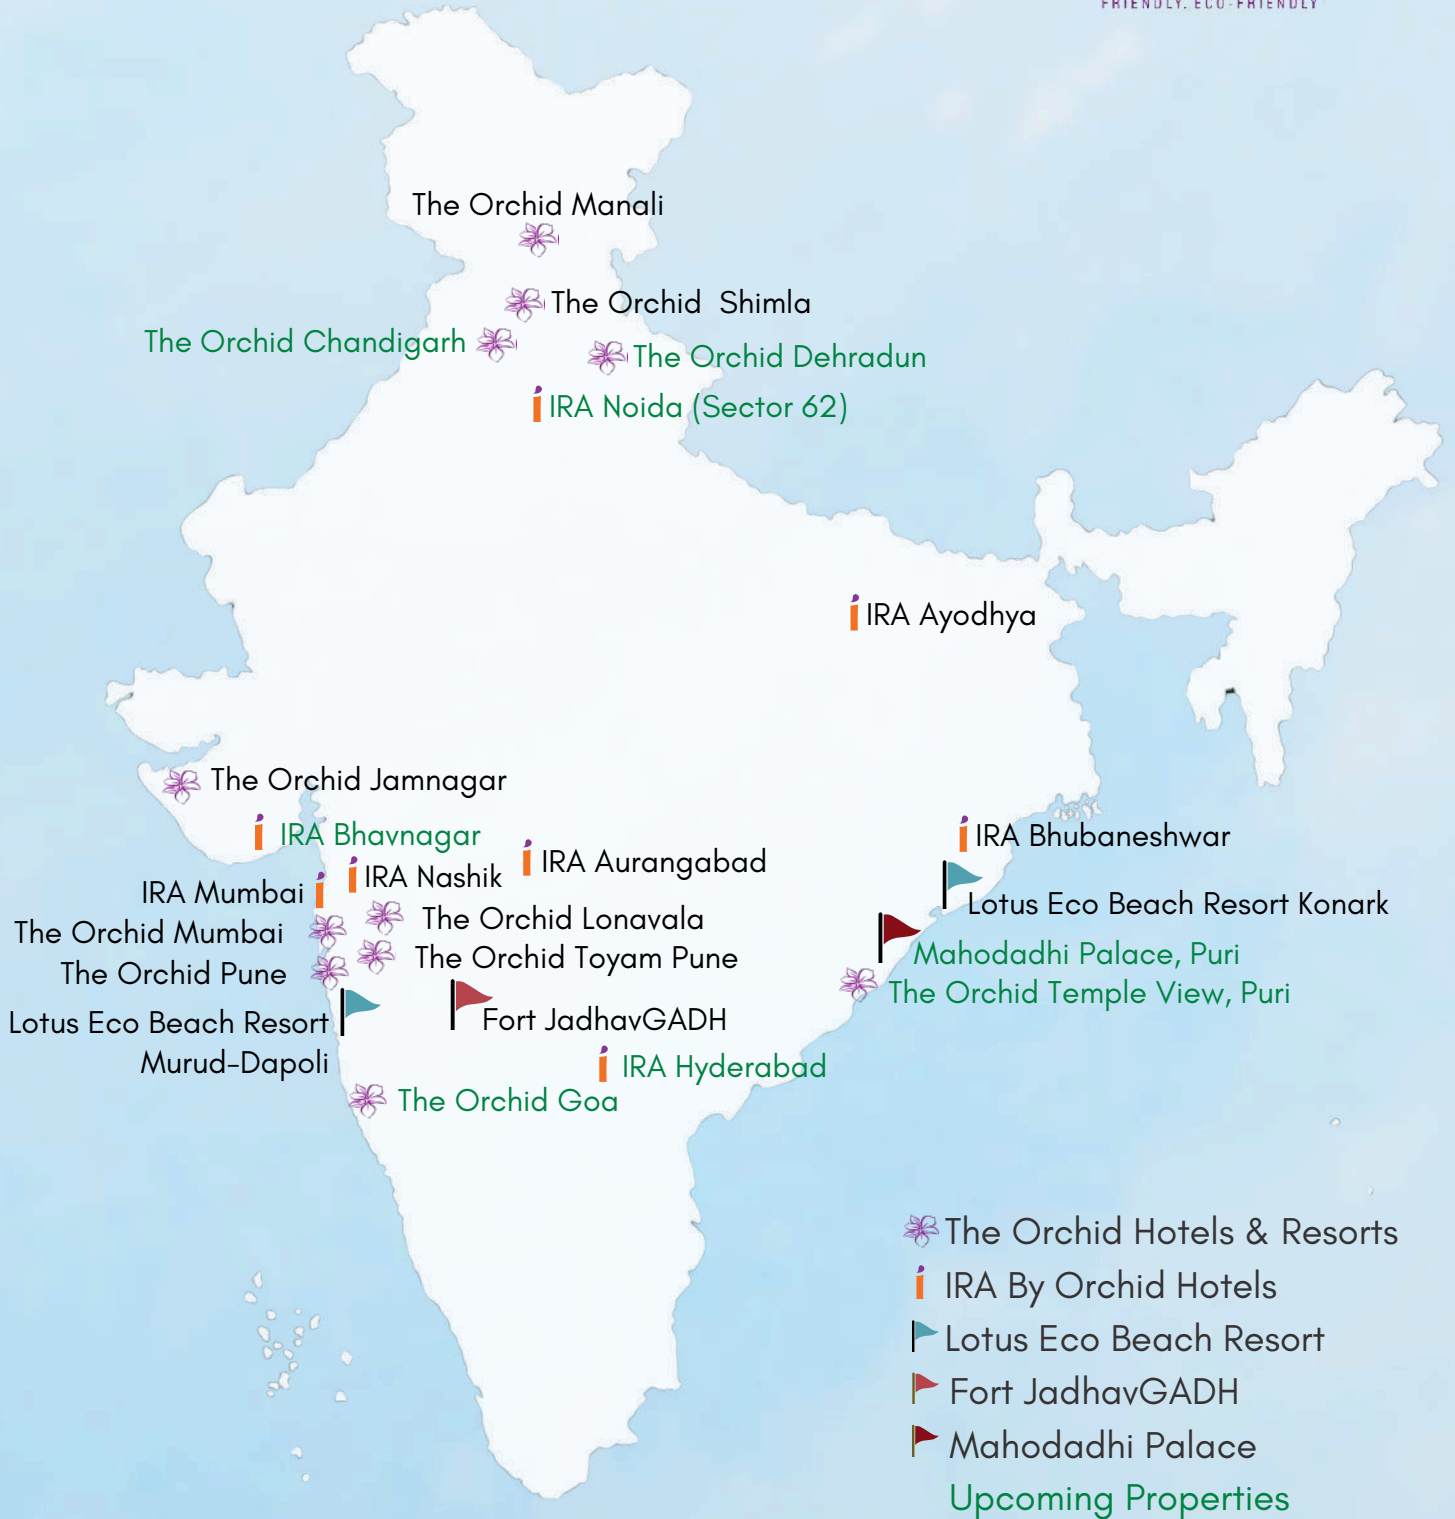 FRIENDLY. ECO-FRIENDLY
The Orchid Manali
The Orchid Shimla
The Orchid Chandigarh
The Orchid Dehradun
IRA Noida (Sector 62)
IRA Ayodhya
The Orchid Jamnagar
IRA Bhavnagar
IRA Bhubaneshwar
IRA Aurangabad
IRA Nashik
IRA Mumbai
Lotus Eco Beach Resort Konark
The Orchid Lonavala
The Orchid Mumbai
Mahodadhi Palace, Puri
The Orchid Toyam Pune
The Orchid Pune
The Orchid Temple View, Puri
Fort JadhavGADH
Lotus Eco Beach Resort
Murud-Dapoli
IRA Hyderabad
The Orchid Goa
The Orchid Hotels & Resorts
IRA By Orchid Hotels
Lotus Eco Beach Resort
Fort JadhavGADH
Mahodadhi Palace
Upcoming Properties